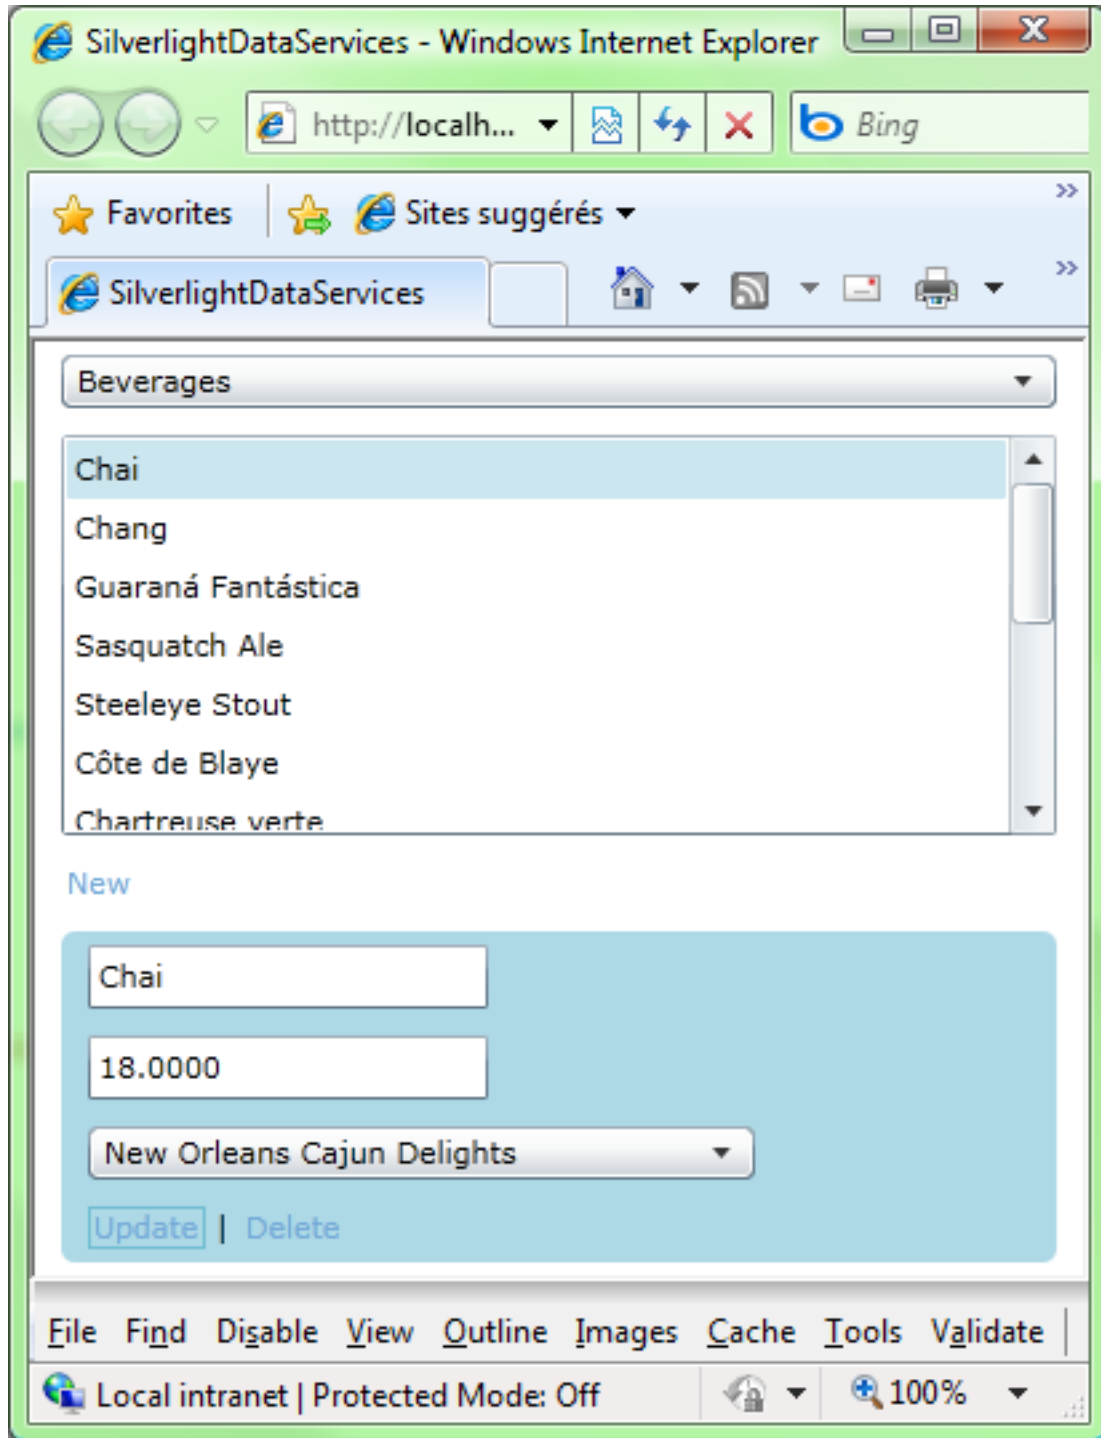 SilverlightDataServices - Windows Internet Explorer
http://localh... Bing
Favorites Sites suggérés
SilverlightDataServices
Beverages
Chai
Chang
Guaraná Fantástica
Sasquatch Ale
Steeleye Stout
Côte de Blaye
Chartreuse verte
New
Chai
18.0000
New Orleans Cajun Delights
Update | Delete
File Find Disable View Outline Images Cache Tools Validate
Local intranet | Protected Mode: Off 100%